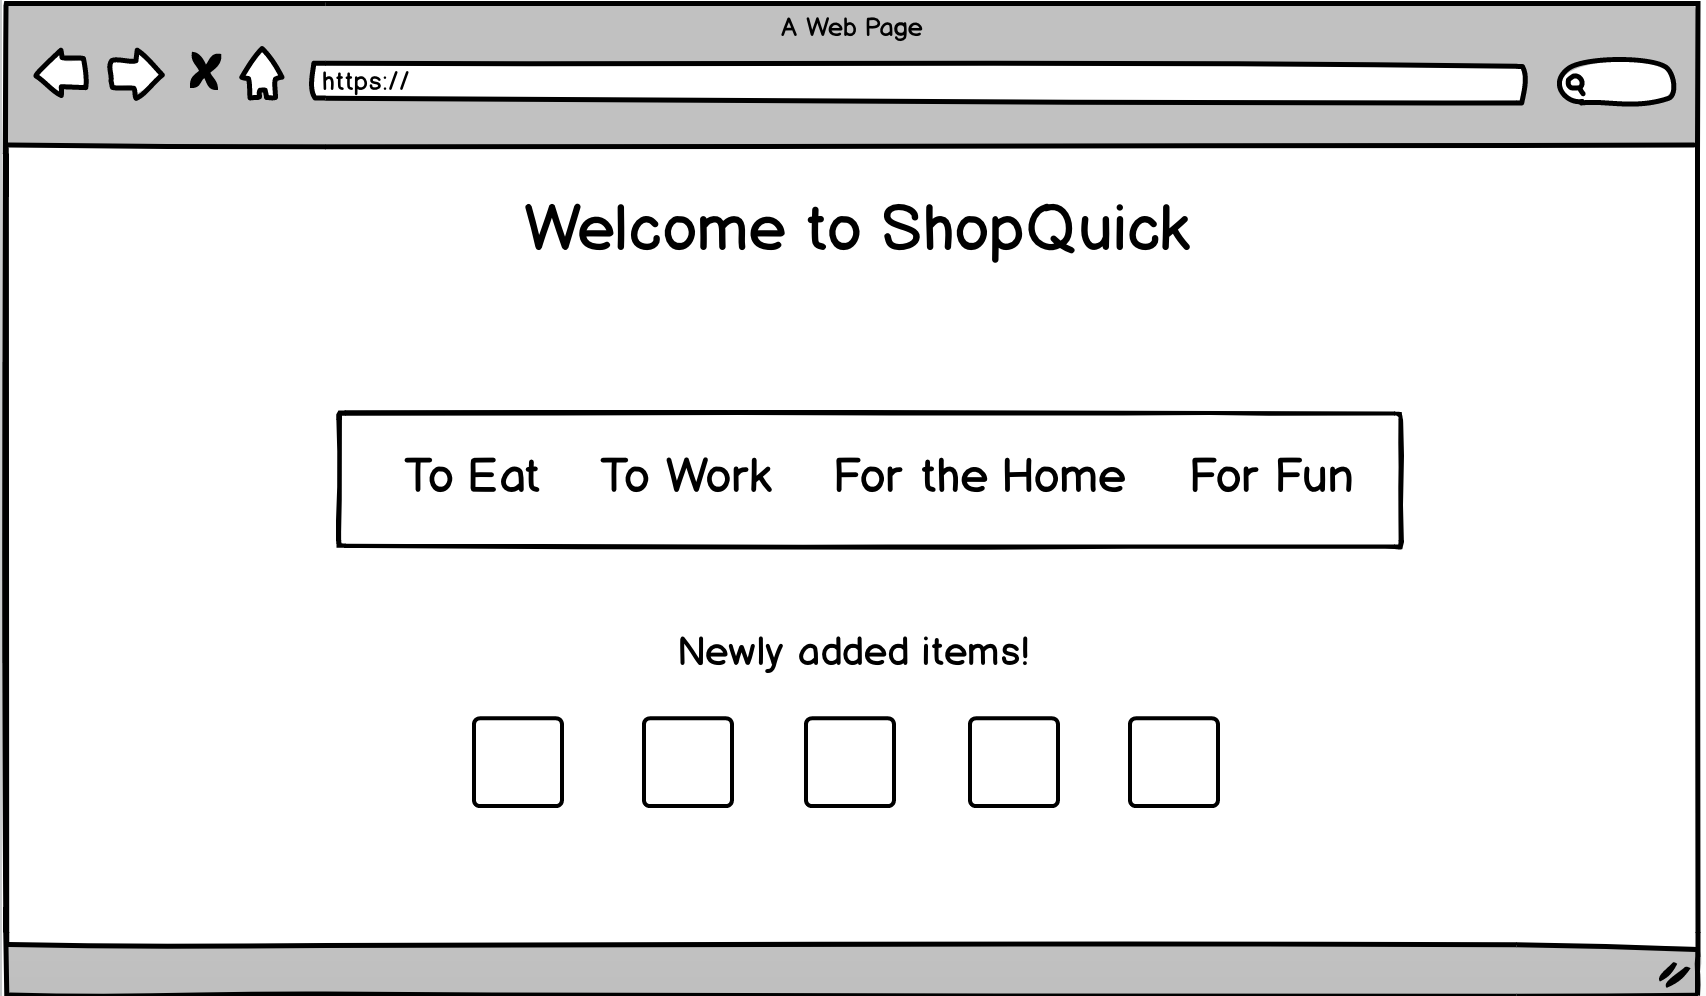 A Web Page
https://
Welcome to ShopQuick
To Eat To Work For the Home For Fun
Newly added items!